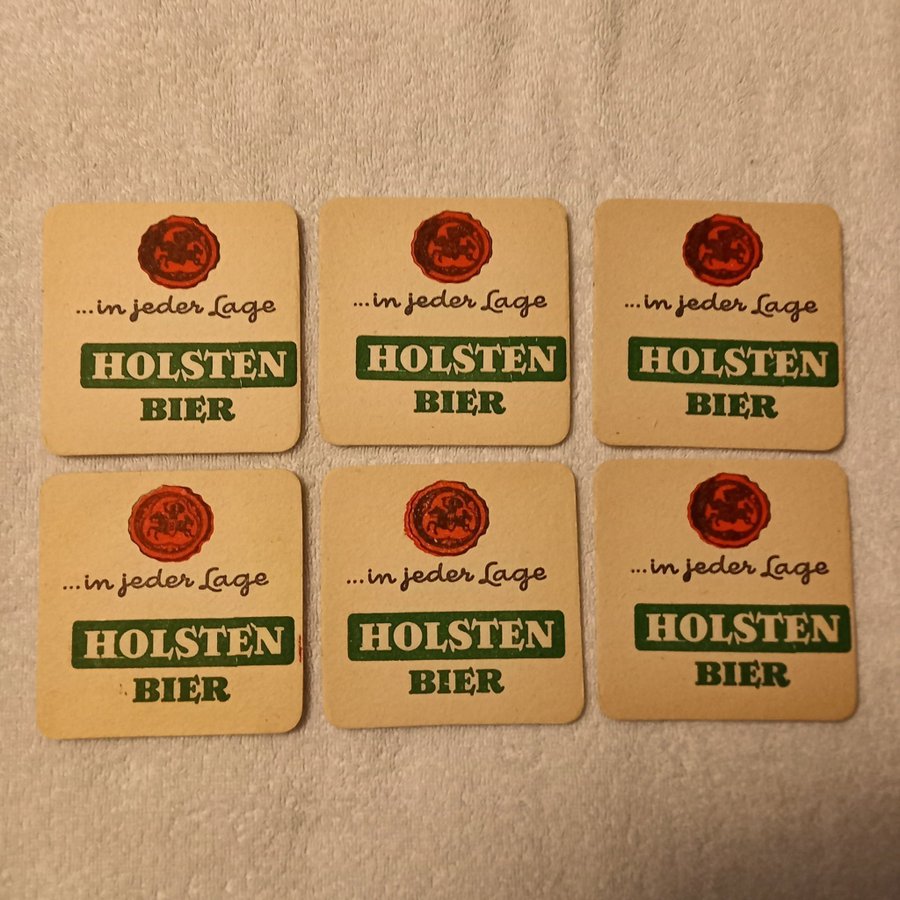 ...in jeder Lage
HOLSTEN
BIER
...in jeder Lage
HOLSTEN
BIER
...in jeder Lage
HOLSTEN
BIER
...in jeder Lage
HOLSTEN
BIER
...in jeder Lage
HOLSTEN
BIER
...in jeder Lage
HOLSTEN
BIER